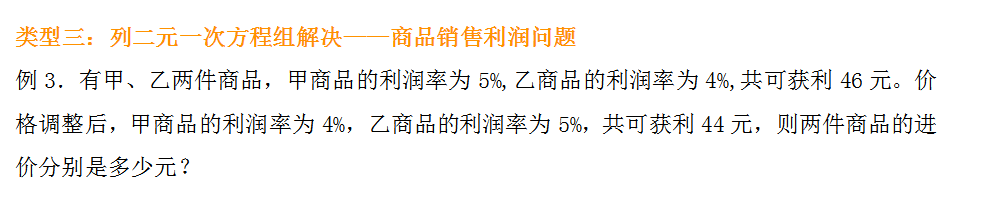 类型三：列二元一次方程组解决——商品销售利润问题
例 3．有甲、乙两件商品，甲商品的利润率为 5%,乙商品的利润率为 4%,共可获利 46 元。价
格调整后，甲商品的利润率为 4%，乙商品的利润率为 5%，共可获利 44 元，则两件商品的进
价分别是多少元？